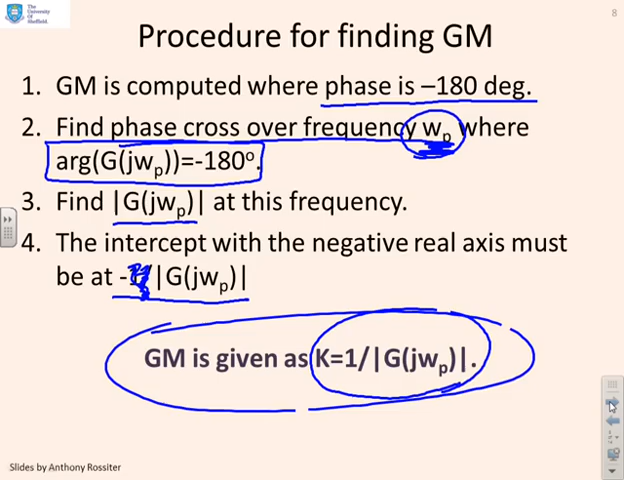 The
University
Of
Sheffield.
8
Procedure for finding GM
1. GM is computed where phase is –180 deg.
2. Find phase cross over frequency wp where
arg(G(jwp))=-180o.
3. Find |G(jwp)| at this frequency.
4. The intercept with the negative real axis must
be at - |G(jwp)|
GM is given as K=1/|G(jwp)|.
Slides by Anthony Rossiter